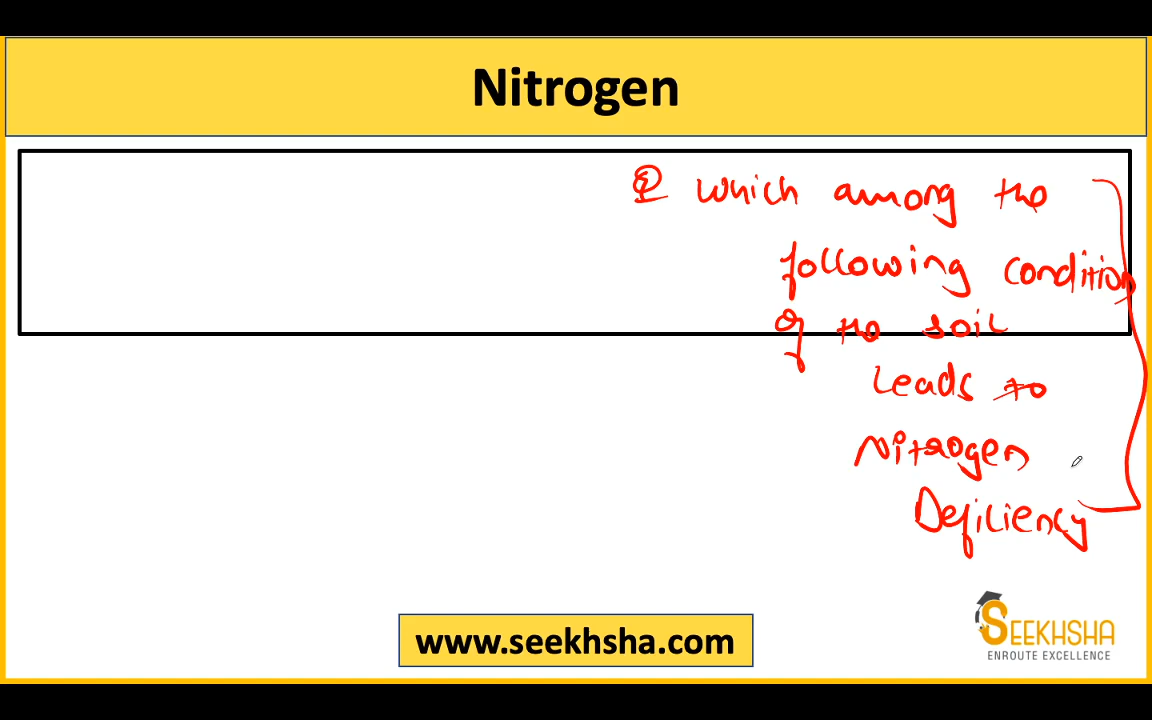 Nitrogen
Q which among the
following condition
of the soil
Leads to
Nitrogen
Deficiency
www.seekhsha.com
SEEKHSHA
ENROUTE EXCELLENCE